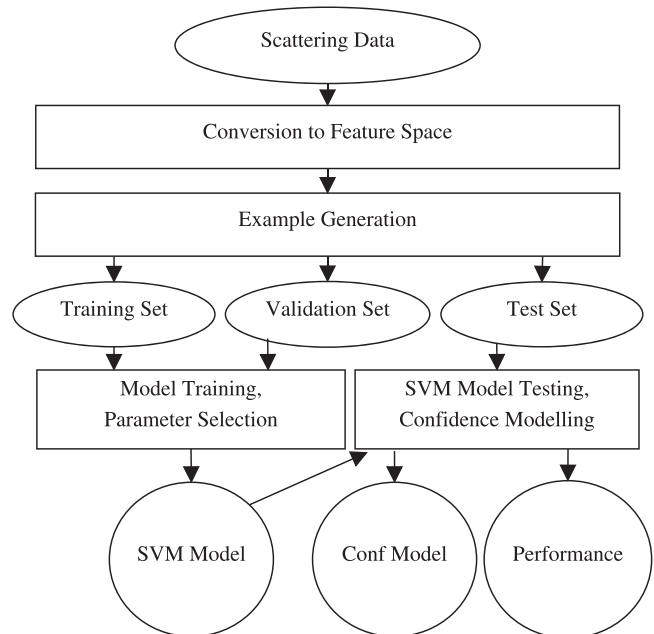 Scattering Data
Conversion to Feature Space
Example Generation
Training Set
Validation Set
Test Set
Model Training,
Parameter Selection
SVM Model Testing,
Confidence Modelling
SVM Model
Conf Model
Performance